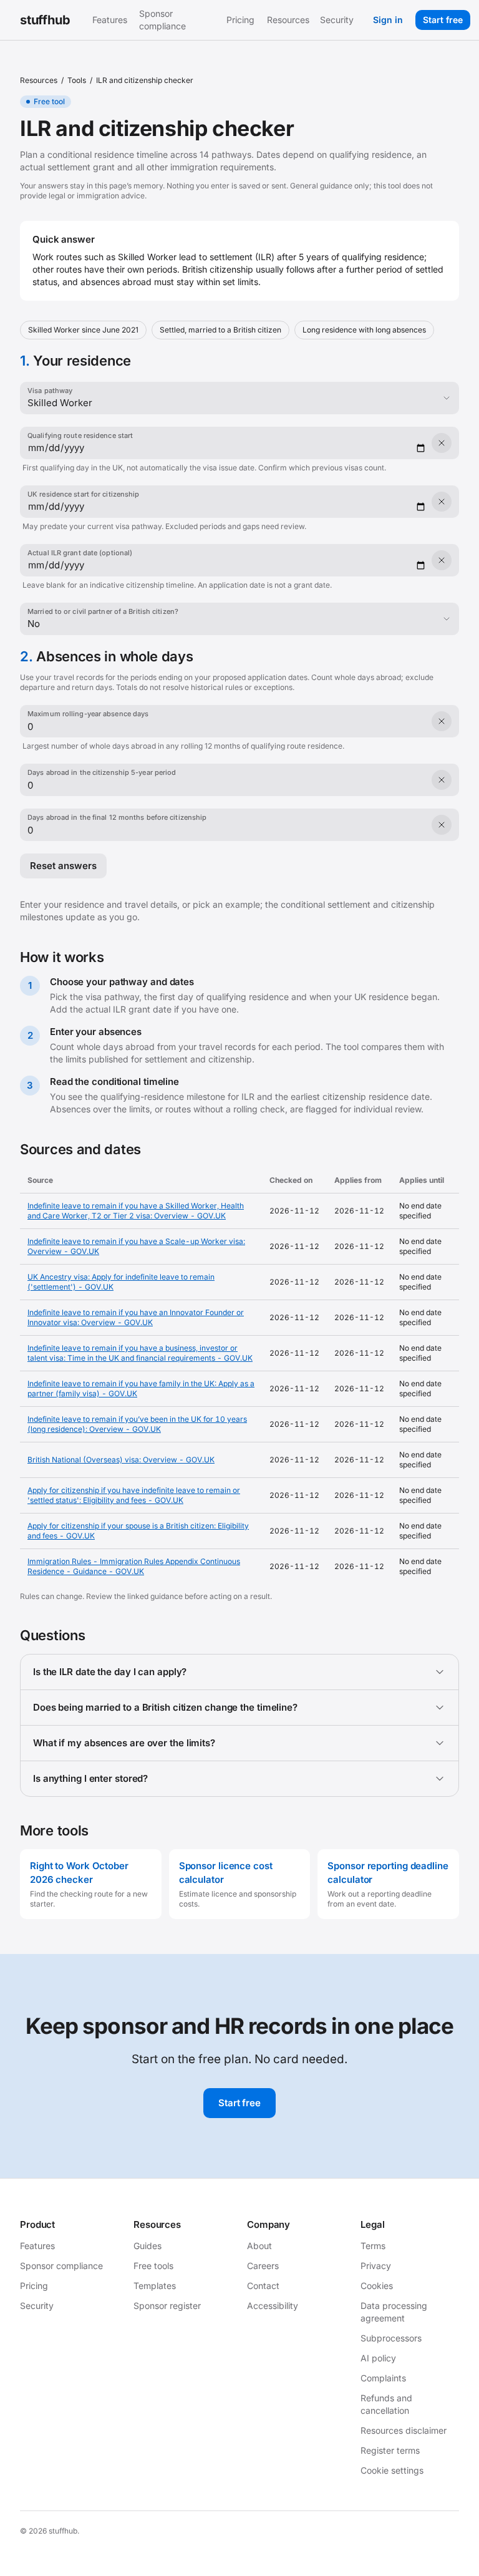 stuffhub
Features
Sponsor compliance
Pricing
Resources
Security
Sign in
Start free
Resources / Tools / ILR and citizenship checker
Free tool
ILR and citizenship checker
Plan a conditional residence timeline across 14 pathways. Dates depend on qualifying residence, an
actual settlement grant and all other immigration requirements.
Your answers stay in this page's memory. Nothing you enter is saved or sent. General guidance only; this tool does not
provide legal or immigration advice.
Quick answer
Work routes such as Skilled Worker lead to settlement (ILR) after 5 years of qualifying residence;
other routes have their own periods. British citizenship usually follows after a further period of settled
status, and absences abroad must stay within set limits.
Skilled Worker since June 2021
Settled, married to a British citizen
Long residence with long absences
1. Your residence
Visa pathway
Skilled Worker
Qualifying route residence start
mm/dd/yyyy
First qualifying day in the UK, not automatically the visa issue date. Confirm which previous visas count.
UK residence start for citizenship
mm/dd/yyyy
May predate your current visa pathway. Excluded periods and gaps need review.
Actual ILR grant date (optional)
mm/dd/yyyy
Leave blank for an indicative citizenship timeline. An application date is not a grant date.
Married to or civil partner of a British citizen?
No
2. Absences in whole days
Use your travel records for the periods ending on your proposed application dates. Count whole days abroad; exclude
departure and return days. Totals do not resolve historical rules or exceptions.
Maximum rolling-year absence days
0
Largest number of whole days abroad in any rolling 12 months of qualifying route residence.
Days abroad in the citizenship 5-year period
0
Days abroad in the final 12 months before citizenship
0
Reset answers
Enter your residence and travel details, or pick an example; the conditional settlement and citizenship
milestones update as you go.
How it works
1
Choose your pathway and dates
Pick the visa pathway, the first day of qualifying residence and when your UK residence began.
Add the actual ILR grant date if you have one.
2
Enter your absences
Count whole days abroad from your travel records for each period. The tool compares them with
the limits published for settlement and citizenship.
3
Read the conditional timeline
You see the qualifying-residence milestone for ILR and the earliest citizenship residence date.
Absences over the limits, or routes without a rolling check, are flagged for individual review.
Sources and dates
Source Checked on Applies from Applies until
Indefinite leave to remain if you have a Skilled Worker, Health
and Care Worker, T2 or Tier 2 visa: Overview - GOV.UK
2026-11-12 2026-11-12 No end date
specified
Indefinite leave to remain if you have a Scale-up Worker visa:
Overview - GOV.UK
2026-11-12 2026-11-12 No end date
specified
UK Ancestry visa: Apply for indefinite leave to remain
('settlement') - GOV.UK
2026-11-12 2026-11-12 No end date
specified
Indefinite leave to remain if you have an Innovator Founder or
Innovator visa: Overview - GOV.UK
2026-11-12 2026-11-12 No end date
specified
Indefinite leave to remain if you have a business, investor or
talent visa: Time in the UK and financial requirements - GOV.UK
2026-11-12 2026-11-12 No end date
specified
Indefinite leave to remain if you have family in the UK: Apply as a
partner (family visa) - GOV.UK
2026-11-12 2026-11-12 No end date
specified
Indefinite leave to remain if you've been in the UK for 10 years
(long residence): Overview - GOV.UK
2026-11-12 2026-11-12 No end date
specified
British National (Overseas) visa: Overview - GOV.UK
2026-11-12 2026-11-12 No end date
specified
Apply for citizenship if you have indefinite leave to remain or
'settled status': Eligibility and fees - GOV.UK
2026-11-12 2026-11-12 No end date
specified
Apply for citizenship if your spouse is a British citizen: Eligibility
and fees - GOV.UK
2026-11-12 2026-11-12 No end date
specified
Immigration Rules - Immigration Rules Appendix Continuous
Residence - Guidance - GOV.UK
2026-11-12 2026-11-12 No end date
specified
Rules can change. Review the linked guidance before acting on a result.
Questions
Is the ILR date the day I can apply?
Does being married to a British citizen change the timeline?
What if my absences are over the limits?
Is anything I enter stored?
More tools
Right to Work October
2026 checker
Find the checking route for a new
starter.
Sponsor licence cost
calculator
Estimate licence and sponsorship
costs.
Sponsor reporting deadline
calculator
Work out a reporting deadline
from an event date.
Keep sponsor and HR records in one place
Start on the free plan. No card needed.
Start free
Product
Features
Sponsor compliance
Pricing
Security
Resources
Guides
Free tools
Templates
Sponsor register
Company
About
Careers
Contact
Accessibility
Legal
Terms
Privacy
Cookies
Data processing
agreement
Subprocessors
AI policy
Complaints
Refunds and
cancellation
Resources disclaimer
Register terms
Cookie settings
© 2026 stuffhub.